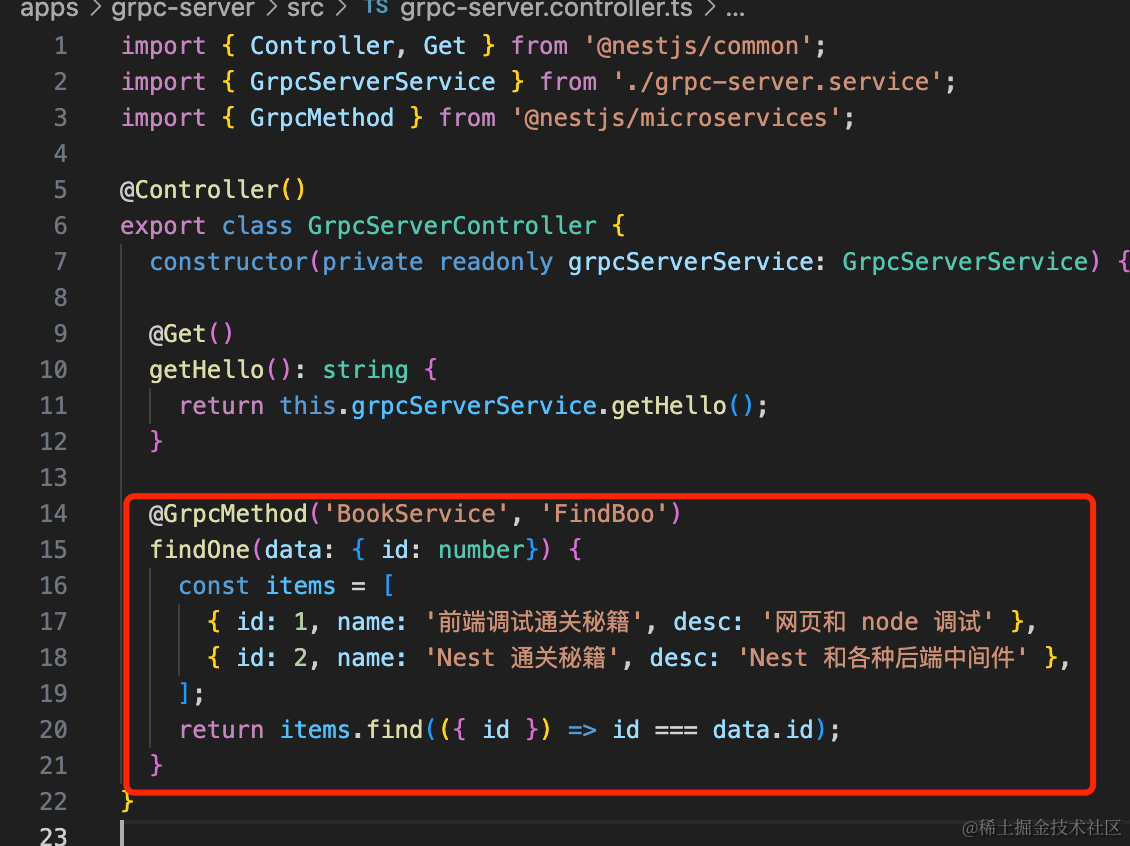 apps > grpc-server > src > TS grpc-server.controller.ts > ...
1 import { Controller, Get } from '@nestjs/common';
2 import { GrpcServerService } from './grpc-server.service';
3 import { GrpcMethod } from '@nestjs/microservices';
4
5 @Controller()
6 export class GrpcServerController {
7   constructor(private readonly grpcServerService: GrpcServerService) {
8
9   @Get()
10   getHello(): string {
11     return this.grpcServerService.getHello();
12   }
13
14   @GrpcMethod('BookService', 'FindBoo')
15   findOne(data: { id: number}) {
16     const items = [
17       { id: 1, name: '前端调试通关秘籍', desc: '网页和 node 调试' },
18       { id: 2, name: 'Nest 通关秘籍', desc: 'Nest 和各种后端中间件' },
19     ];
20     return items.find(({ id }) => id === data.id);
21   }
22 }
23
@稀土掘金技术社区